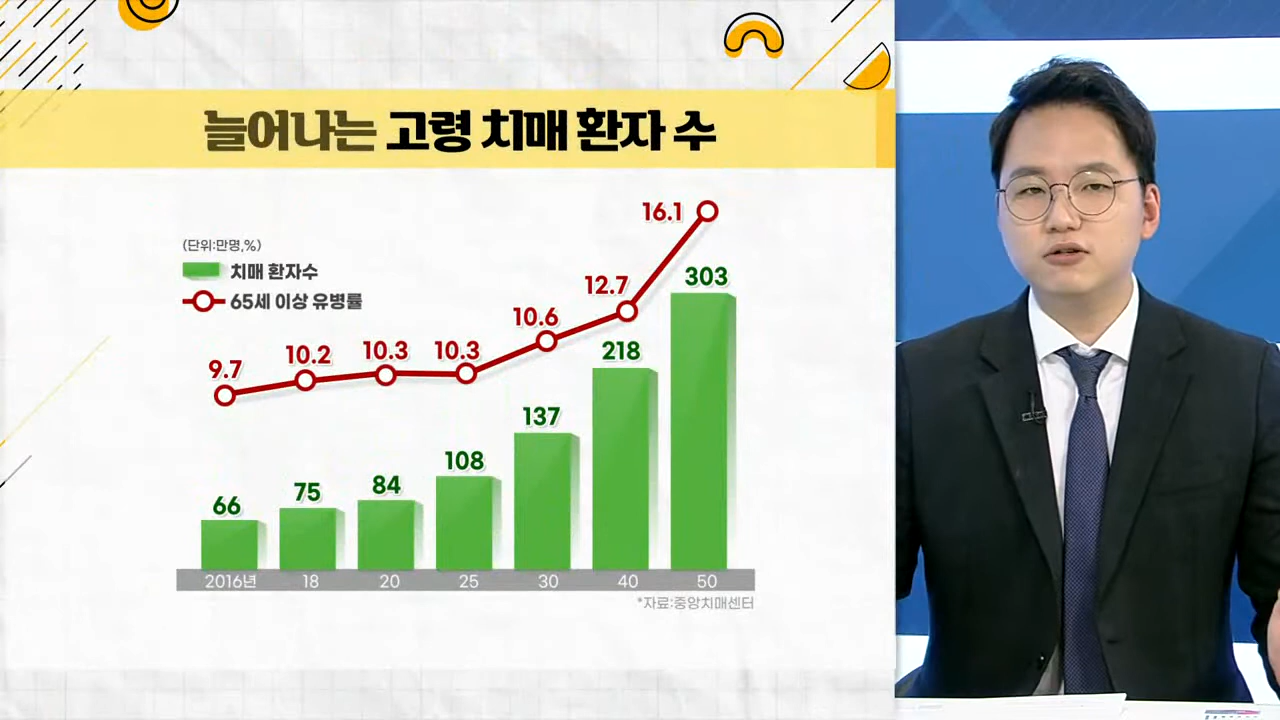 늘어나는 고령 치매 환자 수
(단위:만명,%)
치매 환자수
65세 이상 유병률
9.7
10.2
10.3
10.3
10.6
12.7
16.1
66
75
84
108
137
218
303
2016년 18 20 25 30 40 50
*자료:중앙치매센터